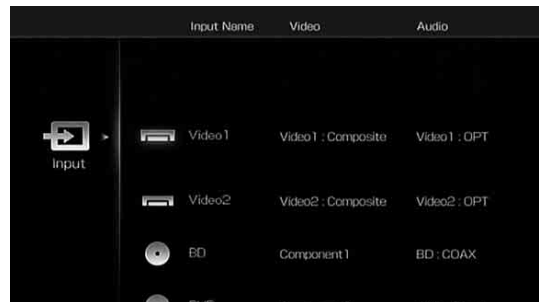 Input Name Video Audio
Video1 Video1 : Composite Video1 : OPT
Input
Video2 Video2 : Composite Video2 : OPT
BD Component1 BD : COAX